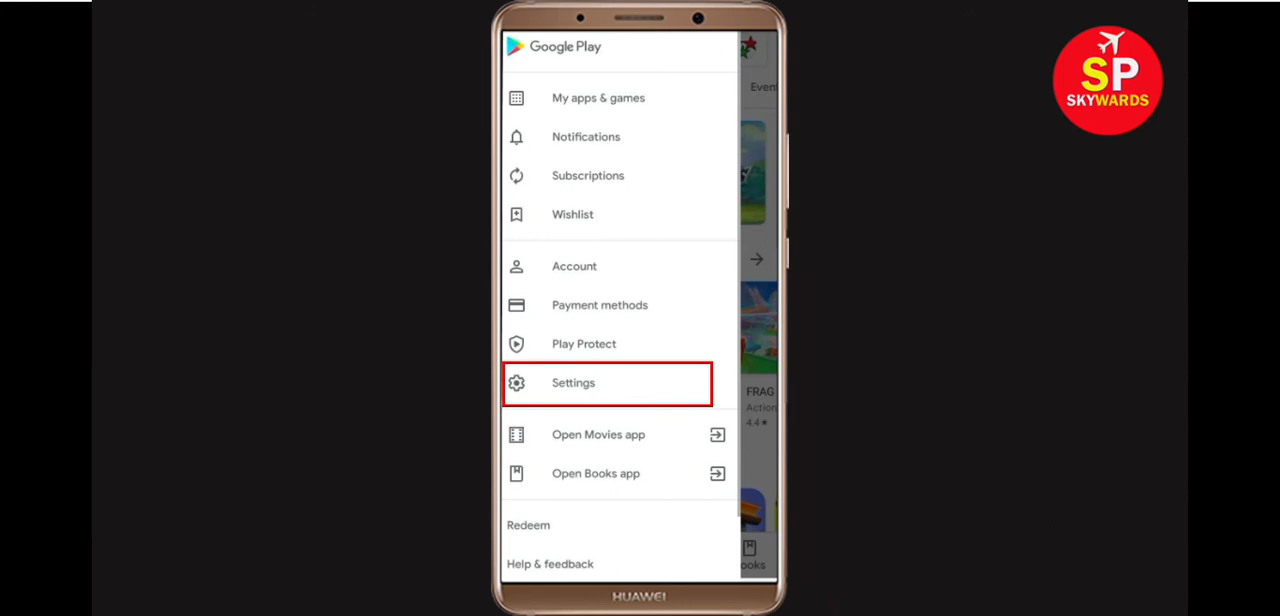 Google Play
SP
SKYWARDS
My apps & games
Even
Notifications
Subscriptions
Wishlist
Account
Payment methods
Play Protect
Settings
FRAG
Action
4.4★
Open Movies app
Open Books app
Redeem
ooks
Help & feedback
HUAWEI